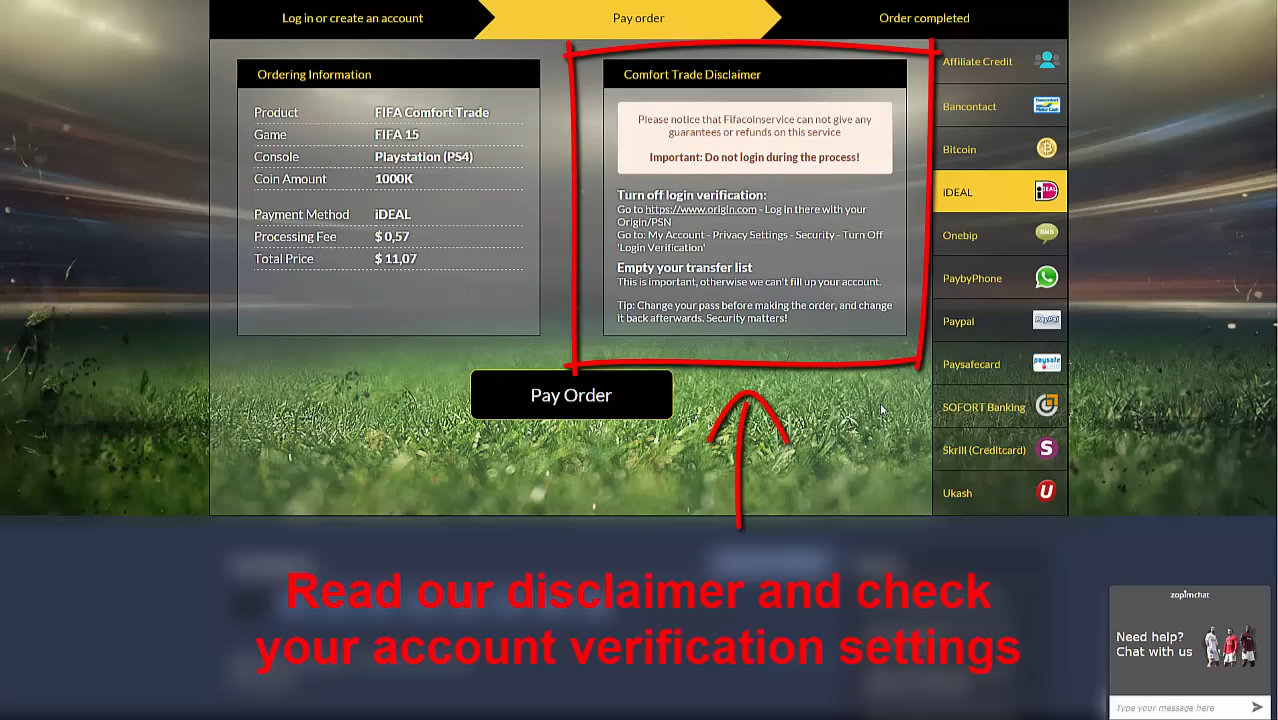 Log in or create an account
Pay order
Order completed
Ordering Information
Product FIFA Comfort Trade
Game FIFA 15
Console Playstation (PS4)
Coin Amount 1000K
Payment Method iDEAL
Processing Fee $ 0,57
Total Price $ 11,07
Comfort Trade Disclaimer
Please notice that Fifacoinservice can not give any
guarantees or refunds on this service
Important: Do not login during the process!
Turn off login verification:
Go to https://www.origin.com - Log in there with your
Origin/PSN
Go to: My Account - Privacy Settings - Security - Turn Off
'Login Verification'
Empty your transfer list
This is important, otherwise we can't fill up your account.
Tip: Change your pass before making the order, and change
it back afterwards. Security matters!
Pay Order
Affiliate Credit
Bancontact
Bitcoin
iDEAL
iDEAL
Onebip
SMS
PaybyPhone
Paypal
PayPal
Paysafecard
paysafe
SOFORT Banking
Skrill (Creditcard)
S
Ukash
U
Read our disclaimer and check
your account verification settings
zopim chat
Need help?
Chat with us
Type your message here